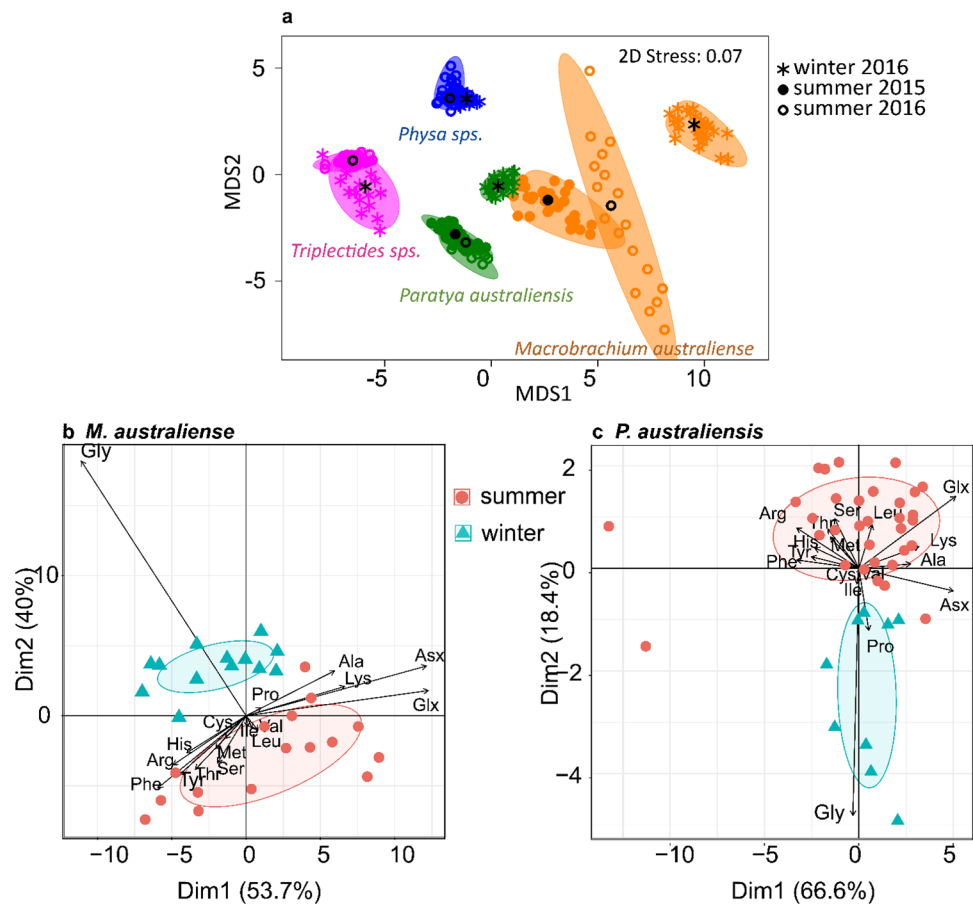 a
2D Stress: 0.07
winter 2016
summer 2015
summer 2016
Physa sps.
Triplectides sps.
Paratya australiensis
Macrobrachium australiense
MDS2
5
0
-5
-5
0
5
10
MDS1
b M. australiense
Gly
summer
winter
Ala
Asx
Lys
Pro
Glx
Cys
Ile
Val
Leu
His
Arg
Met
Ser
Phe
Tyr
Thr
Dim2 (40%)
10
0
−10
−5
0
5
10
Dim1 (53.7%)
c P. australiensis
Glx
Ser
Leu
Arg
Thr
His
Met
Lys
Tyr
Phe
Ala
Cys
Val
Ile
Asx
Pro
Gly
Dim2 (18.4%)
2
0
−2
−4
−10
−5
0
5
Dim1 (66.6%)